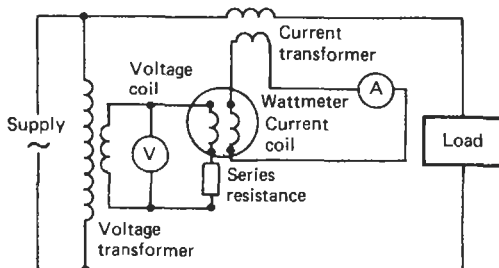 Current
transformer
Voltage
coil
A
Wattmeter
Supply
~
Current
coil
V
Load
Series
resistance
Voltage
transformer